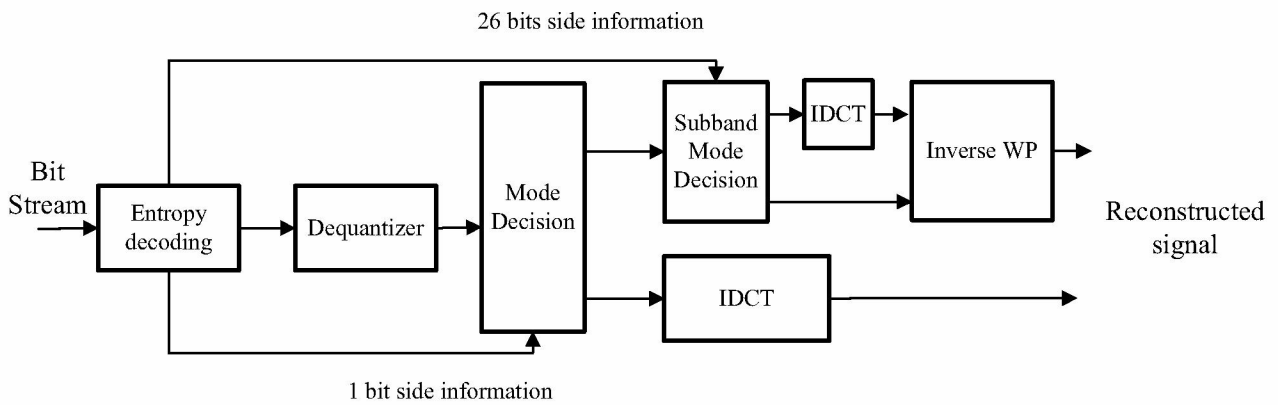 26 bits side information
Bit
Stream
Entropy
decoding
Dequantizer
Mode
Decision
Subband
Mode
Decision
IDCT
Inverse WP
IDCT
Reconstructed
signal
1 bit side information